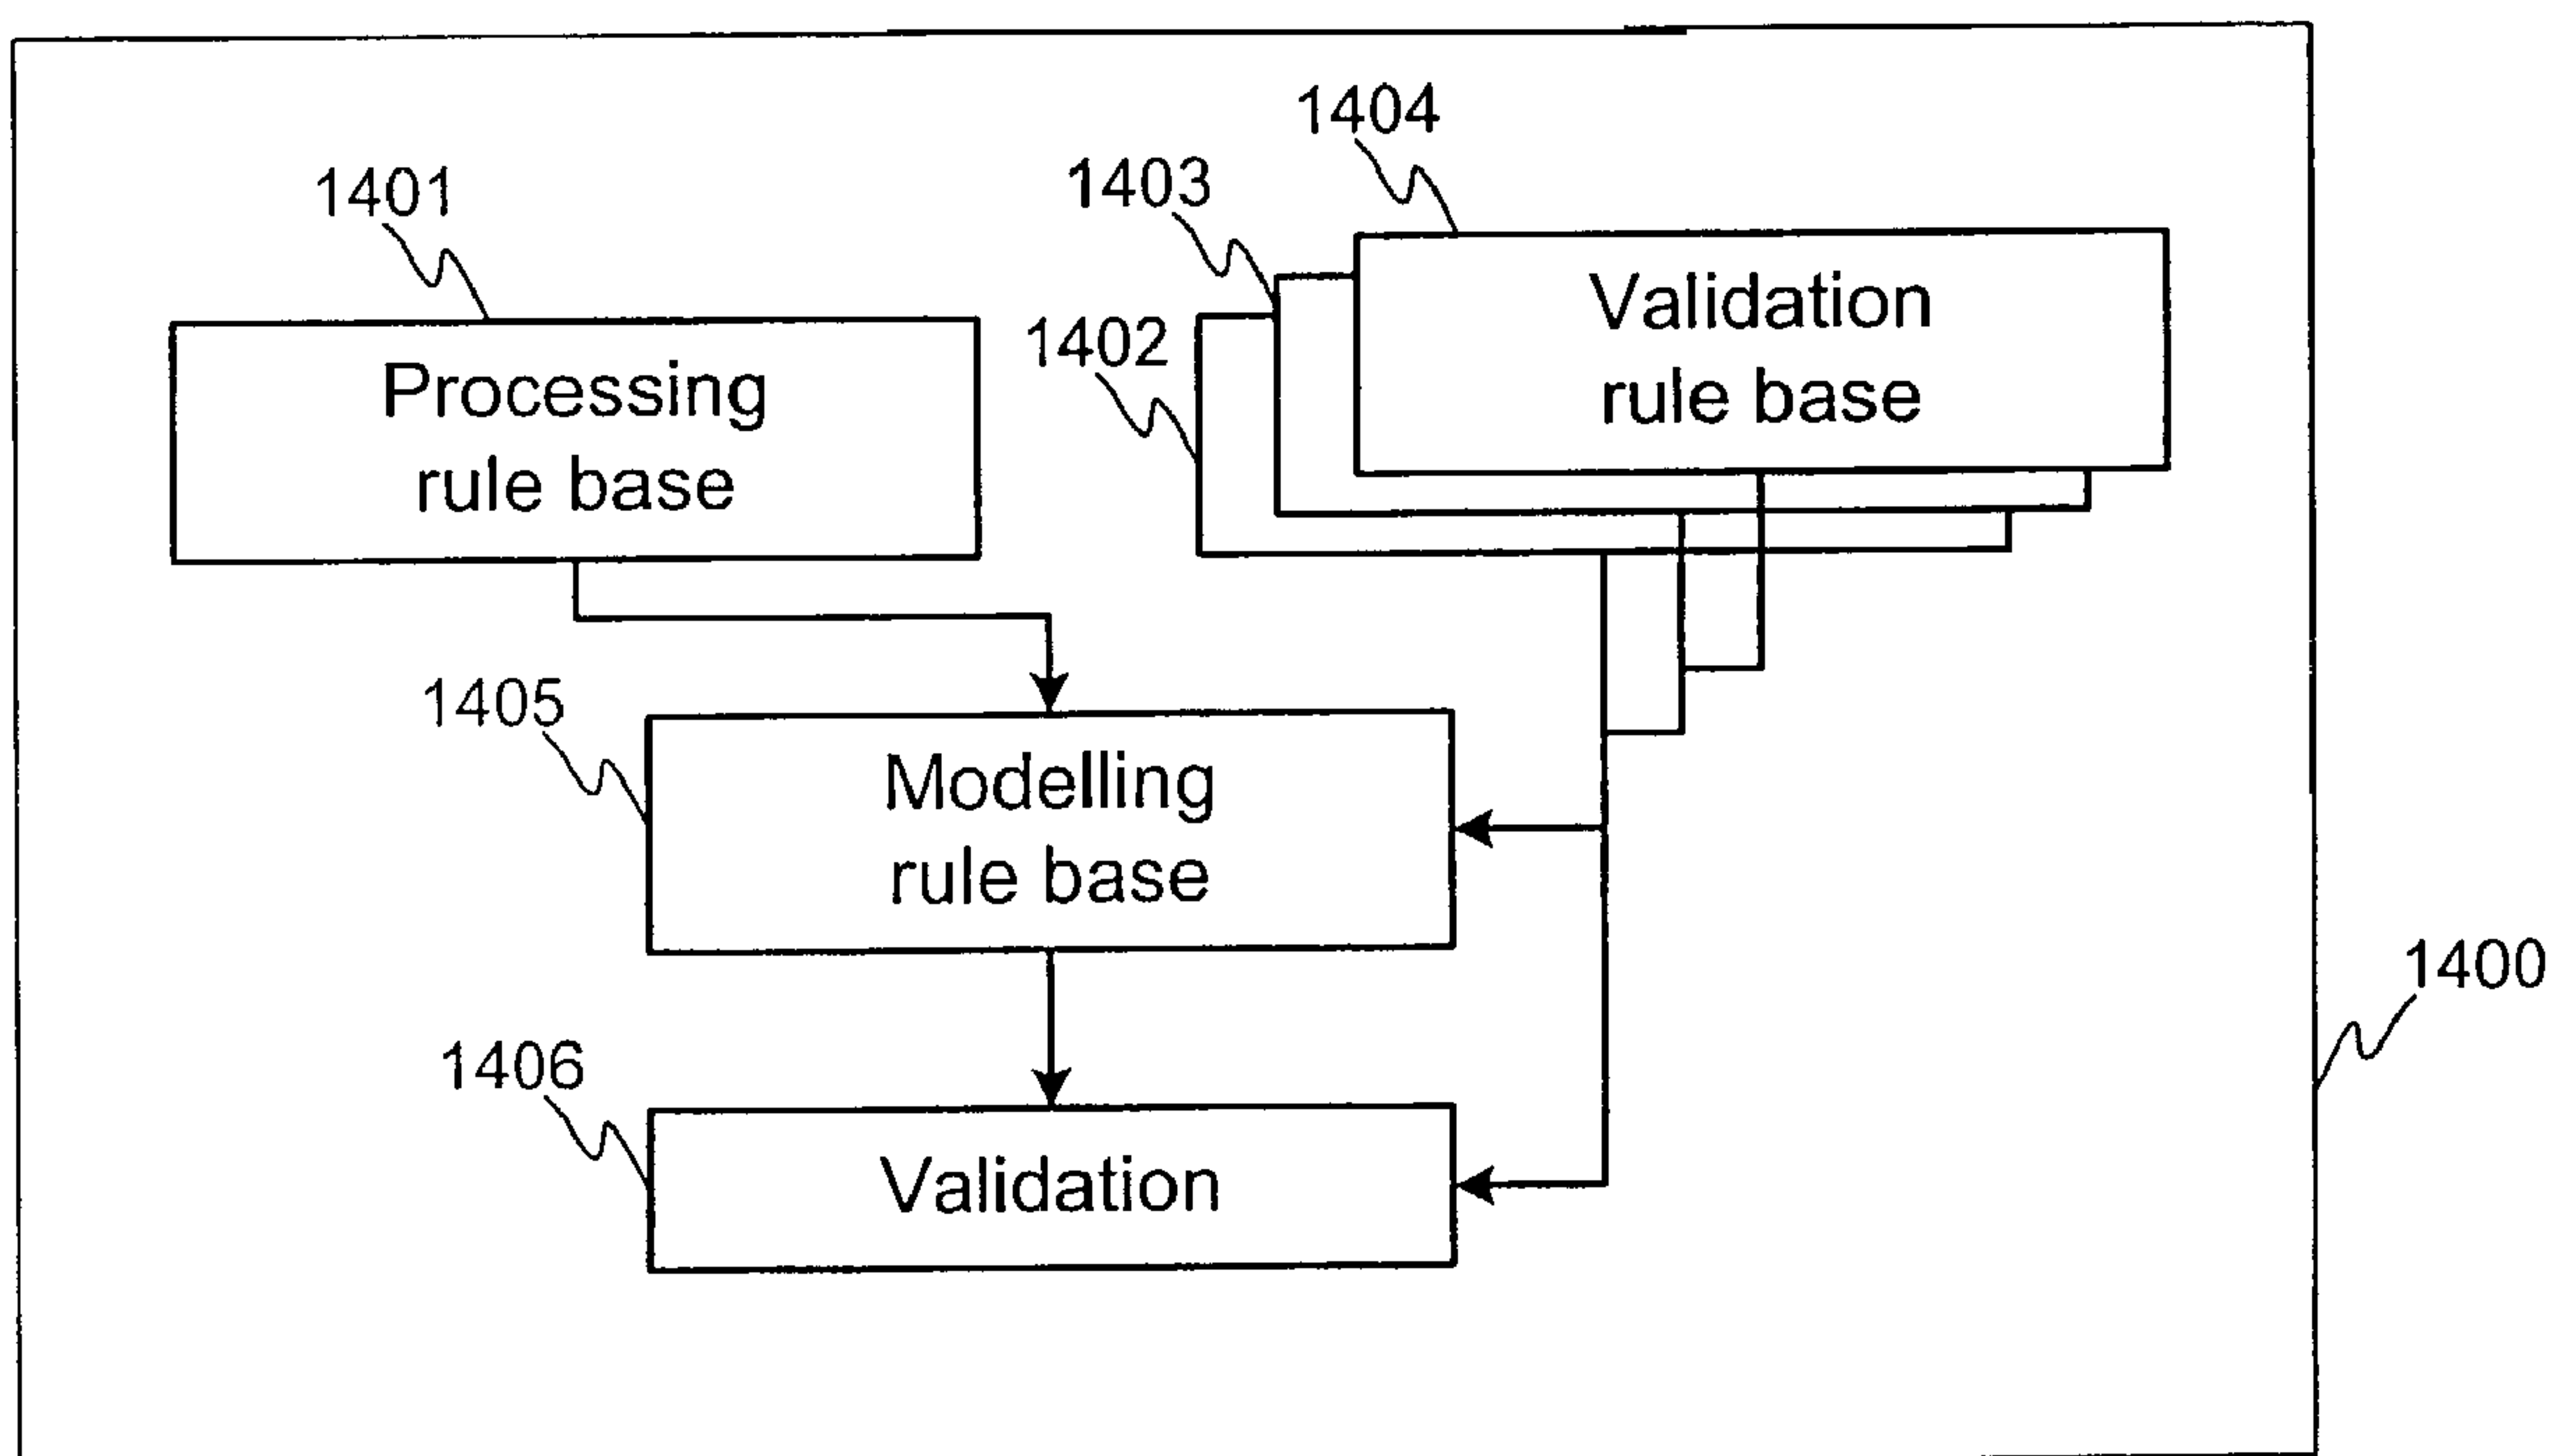 1404
1403
1401
Validation
rule base
1402
Processing
rule base
1405
Modelling
rule base
1400
1406
Validation